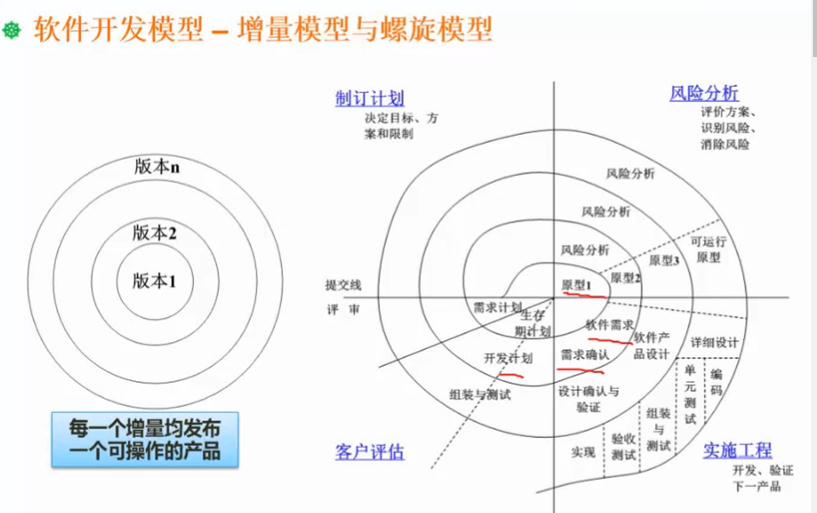 软件开发模型 – 增量模型与螺旋模型
版本n
版本2
版本1
每一个增量均发布
一个可操作的产品
制订计划
决定目标、方
案和限制
风险分析
评价方案、
识别风险、
消除风险
风险分析
风险分析
风险分析
可运行
原型
原型3
原型2
原型1
提交线
评 审
需求计划
生存
期计划
软件需求
软件产
品设计
详细设计
开发计划
需求确认
单元测试
编码
组装与测试
设计确认与
验证
组装与测试
验收
测试
实现
客户评估
实施工程
开发、验证
下一产品